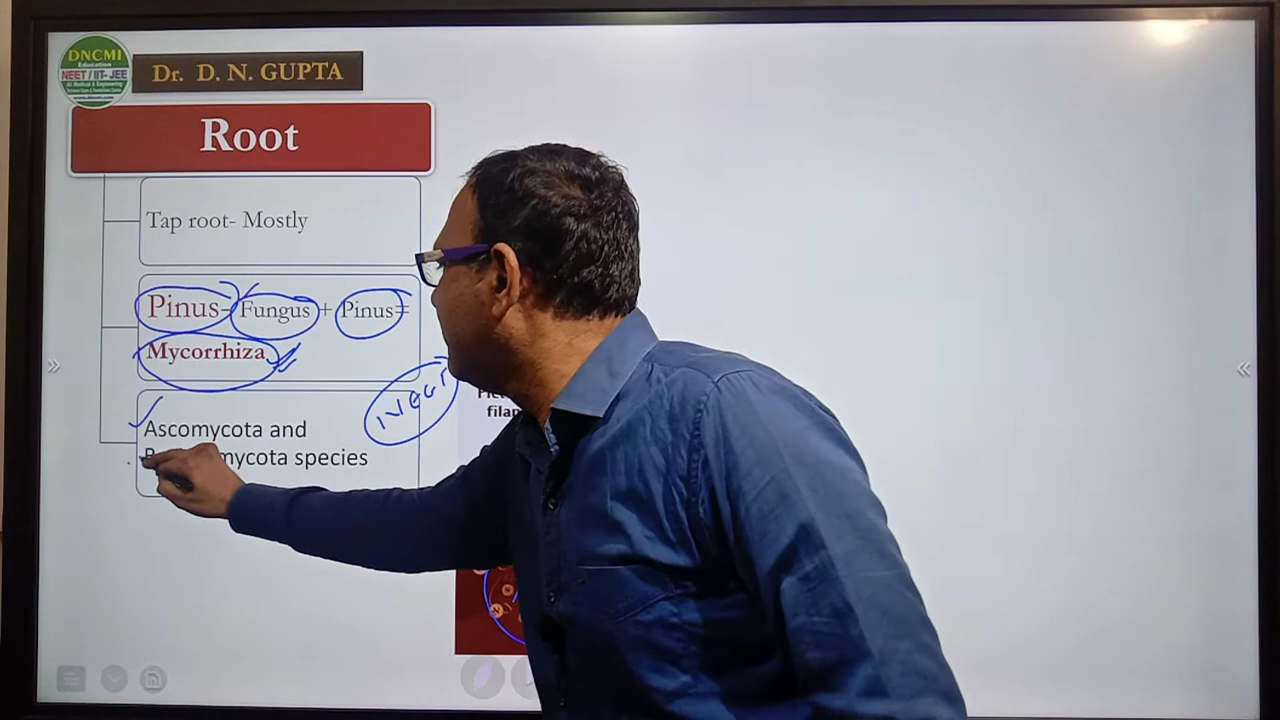 DNCMI
Education
NEET / IIT- JEE
Dr. D. N. GUPTA
Root
Tap root- Mostly
Pinus- Fungus + Pinus=
Mycorrhiza
NEET
Ascomycota and
mycota species